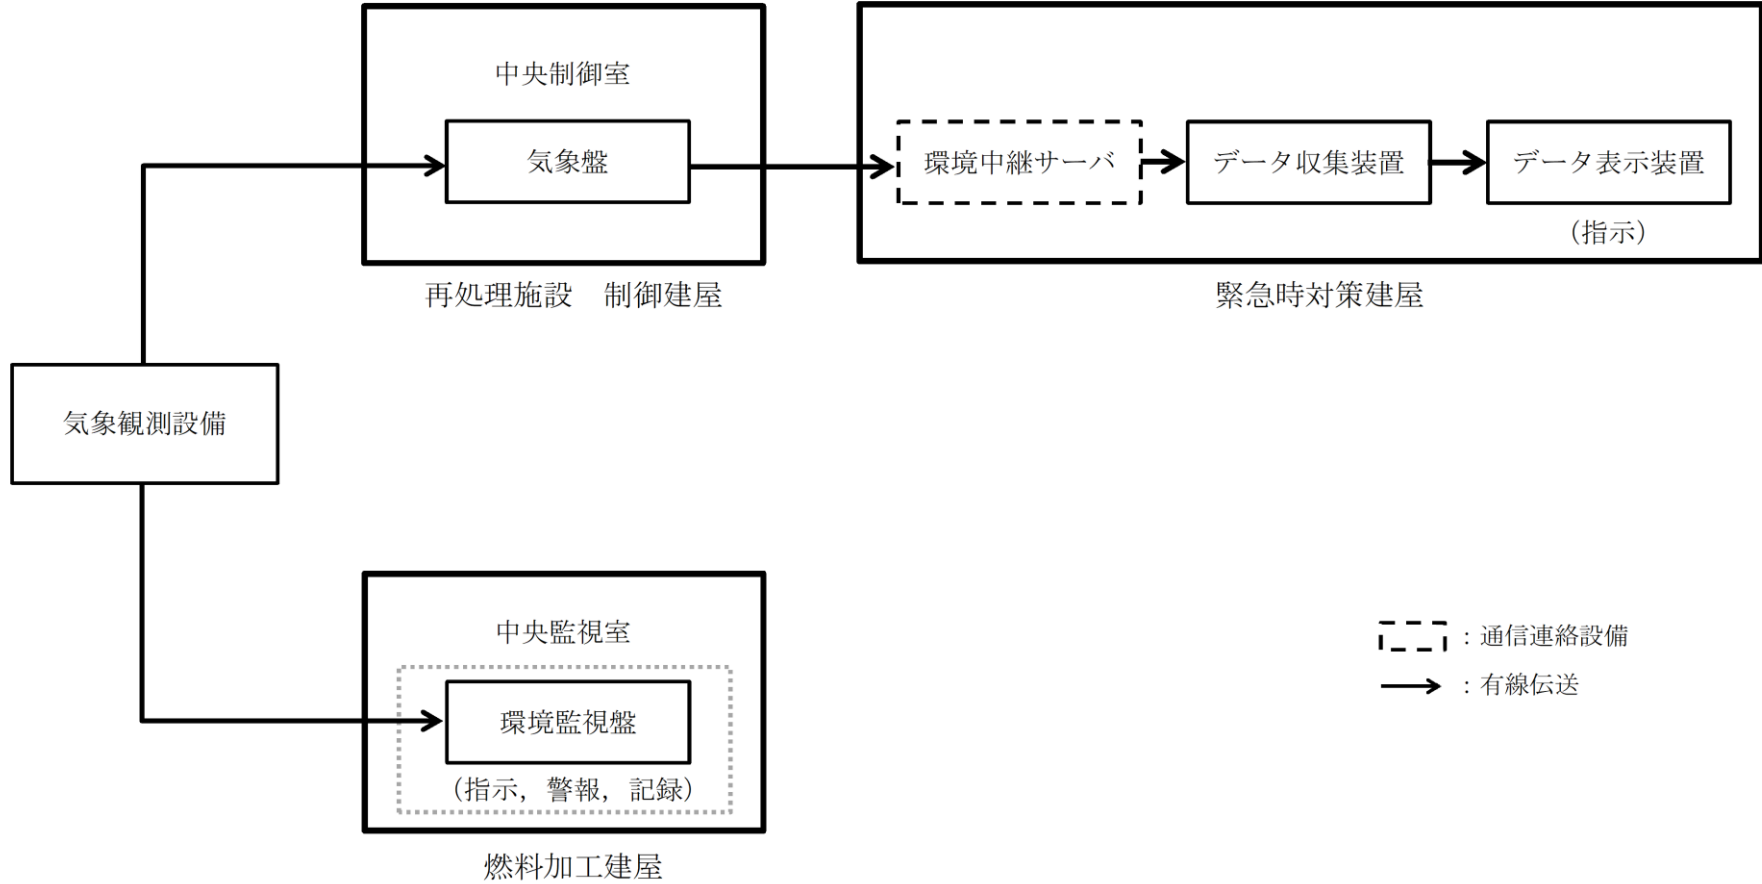 中央制御室
気象盤
再処理施設　制御建屋
環境中継サーバ
データ収集装置
データ表示装置
（指示）
緊急時対策建屋
気象観測設備
中央監視室
環境監視盤
（指示，警報，記録）
燃料加工建屋
：通信連絡設備
：有線伝送